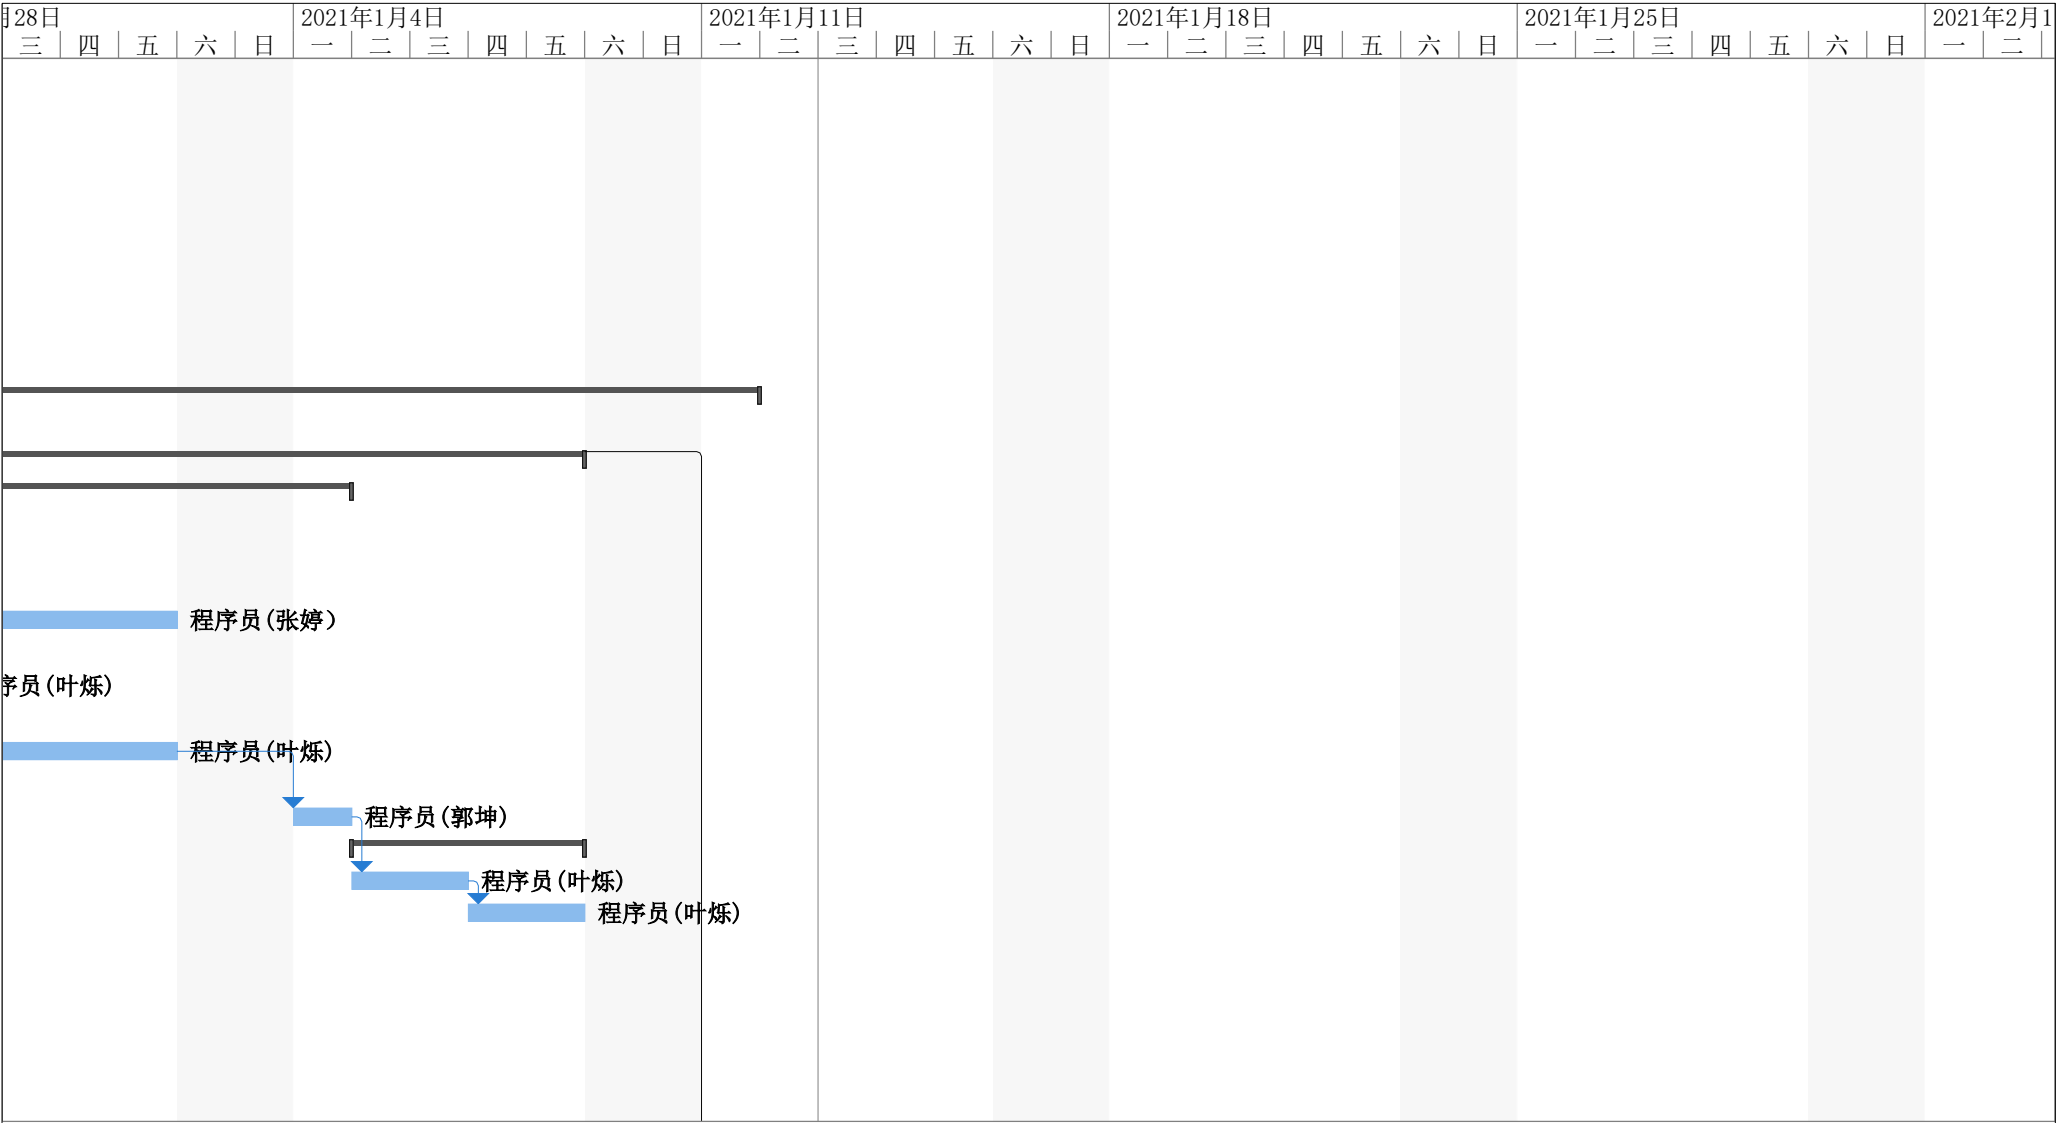 月28日 2021年1月4日 2021年1月11日 2021年1月18日 2021年1月25日 2021年2月1
三 四 五 六 日 一 二 三 四 五 六 日 一 二 三 四 五 六 日 一 二 三 四 五 六 日 一 二 三 四 五 六 日 一 二
程序员(张婷）
序员(叶烁)
程序员(叶烁)
程序员(郭坤)
程序员(叶烁)
程序员(叶烁)